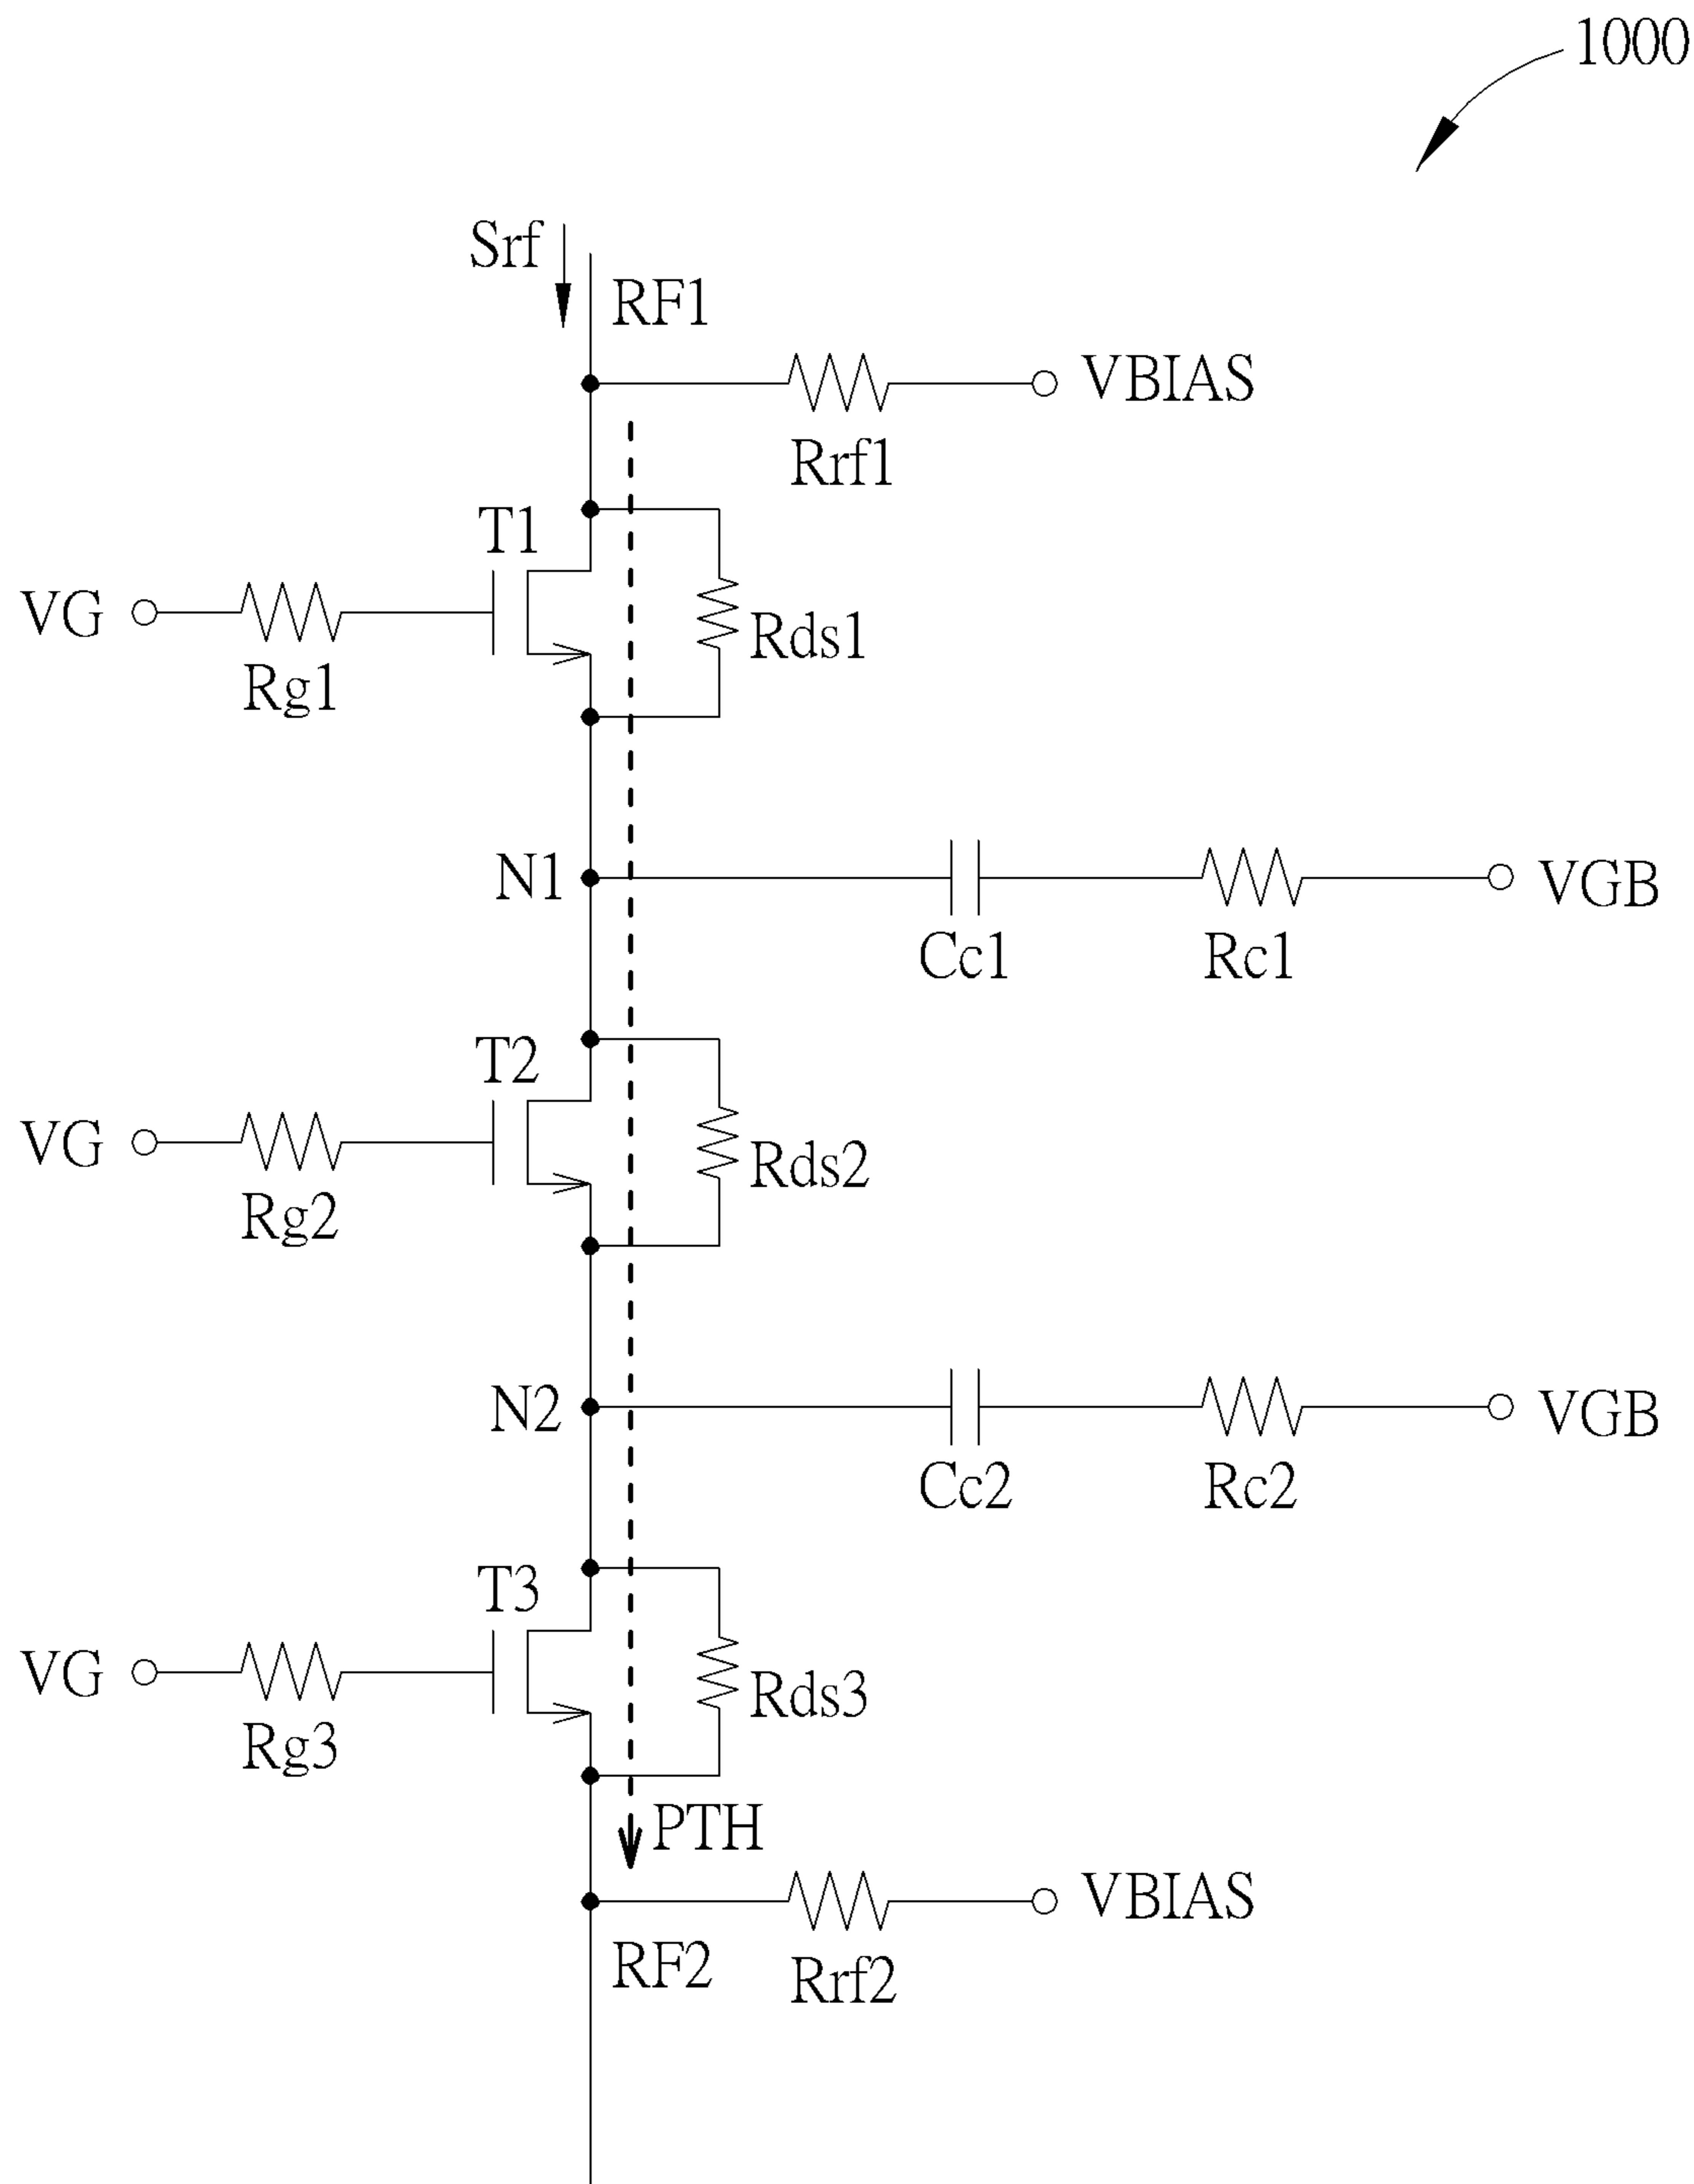 1000
Srf
RF1
VBIAS
Rrf1
T1
VG
Rds1
Rg1
N1
VGB
Cc1
Rc1
T2
VG
Rds2
Rg2
N2
VGB
Cc2
Rc2
T3
VG
Rds3
Rg3
PTH
VBIAS
RF2
Rrf2